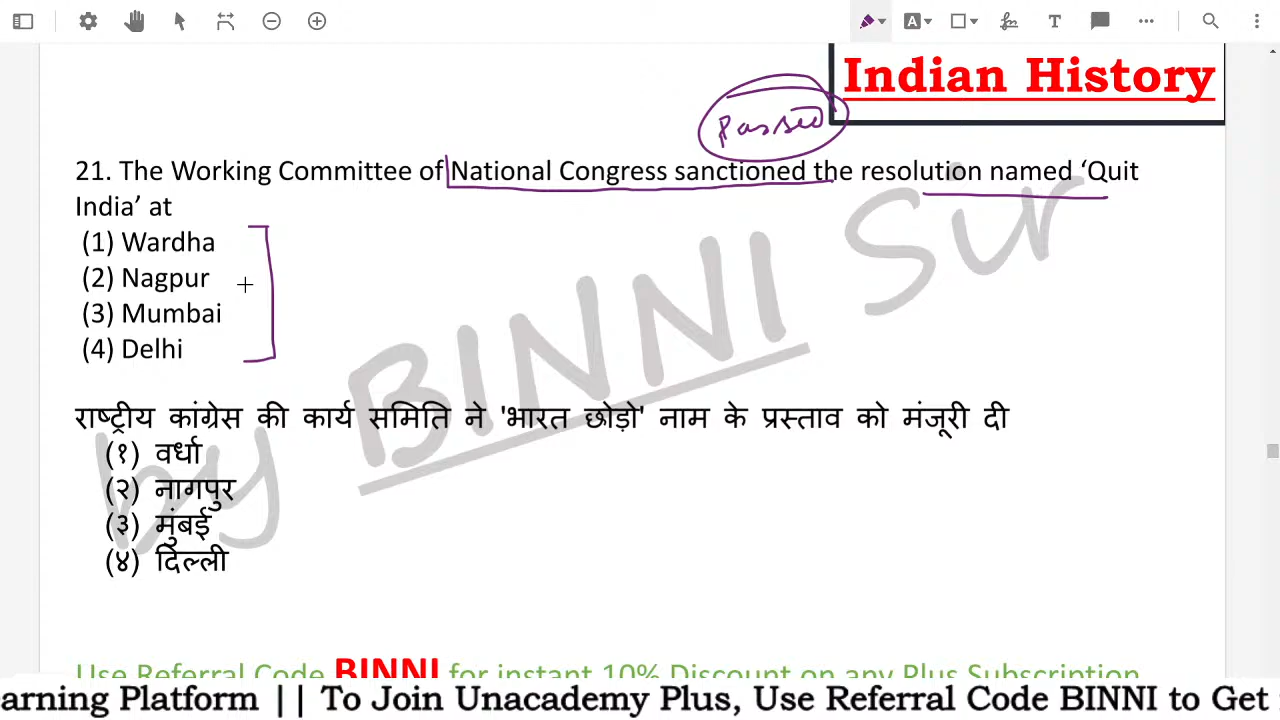 Indian History
Passed
21. The Working Committee of National Congress sanctioned the resolution named ‘Quit
India’ at
(1) Wardha
(2) Nagpur
(3) Mumbai
(4) Delhi
राष्ट्रीय कांग्रेस की कार्य समिति ने 'भारत छोड़ो' नाम के प्रस्ताव को मंजूरी दी
(१) वर्धा
(२) नागपुर
(३) मुंबई
(४) दिल्ली
by BINNI Sir
Use Referral Code BINNI for instant 10% Discount on any Plus Subscription
earning Platform || To Join Unacademy Plus, Use Referral Code BINNI to Get